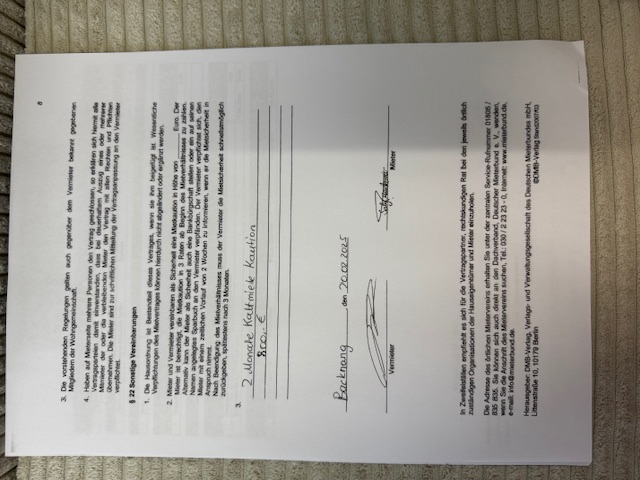 8
3. Die vorstehenden Regelungen gelten auch gegenüber dem Vermieter bekannt gegebenen
Mitgliedern der Wohngemeinschaft.
4. Haben auf Mieterseite mehrere Personen den Vertrag geschlossen, so erklären sich hiermit alle
Vertragsparteien damit einverstanden, dass bei dauerhaftem Auszug eines oder mehrerer
Mitmieter der oder die verbleibenden Mieter den Vertrag mit allen Rechten und Pflichten
übernehmen. Die Mieter sind zur schriftlichen Mitteilung der Vertragsanpassung an den Vermieter
verpflichtet.
§ 22 Sonstige Vereinbarungen
1. Die Hausordnung ist Bestandteil dieses Vertrages, wenn sie ihm beigefügt ist. Wesentliche
Verpflichtungen des Mietvertrages können hierdurch nicht abgeändert oder ergänzt werden.
2. Mieter und Vermieter vereinbaren als Sicherheit eine Mietkaution in Höhe von ______ Euro. Der
Mieter ist berechtigt, die Mietkaution in 3 Raten ab Beginn des Mietverhältnisses zu zahlen.
Alternativ kann der Mieter als Sicherheit auch eine Bankbürgschaft stellen oder ein auf seinen
Namen angelegtes Sparbuch an den Vermieter verpfänden. Der Vermieter verpflichtet sich, den
Mieter mit einem zeitlichen Vorlauf von 2 Wochen zu informieren, wenn er die Mietsicherheit in
Anspruch nimmt.
Nach Beendigung des Mietverhältnisses muss der Vermieter die Mietsicherheit schnellstmöglich
zurückgeben, spätestens nach 3 Monaten.
3.
2 Monate Kaltmiete Kaution
800,- €
Backnang, den 20.02.2025
Vermieter Mieter
In Zweifelsfällen empfiehlt es sich für die Vertragspartner, rechtskundigen Rat bei den jeweils örtlich
zuständigen Organisationen der Hauseigentümer und Mieter einzuholen.
Die Adresse des örtlichen Mietervereins erhalten Sie unter der zentralen Service-Rufnummer 01805 /
835 835. Sie können sich auch direkt an den Dachverband, Deutscher Mieterbund e. V., wenden,
wenn Sie die Anschrift des Mietervereins suchen, Tel.: 030 / 2 23 23 - 0, Internet: www.mieterbund.de,
e-mail: info@mieterbund.de.
Herausgeber: DMB-Verlag, Verlags- und Verwaltungsgesellschaft des Deutschen Mieterbundes mbH,
Littenstraße 10, 10179 Berlin ©DMB-Verlag Stand2007/03